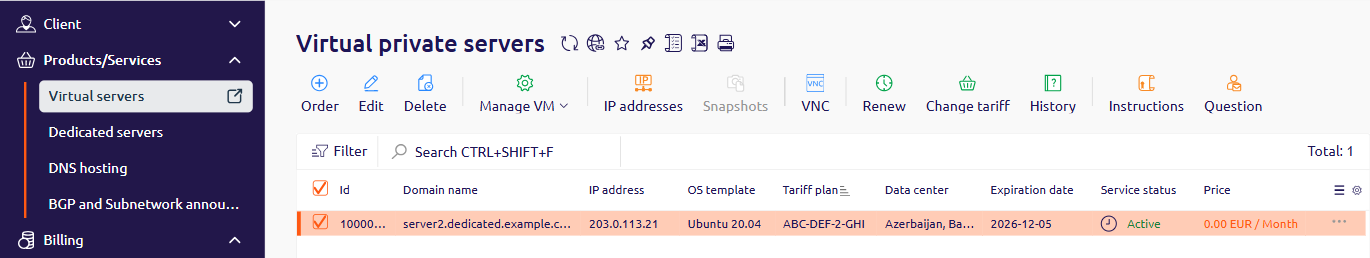 Client
Products/Services
Virtual servers
Dedicated servers
DNS hosting
BGP and Subnetwork annou...
Billing
Virtual private servers
Order Edit Delete Manage VM IP addresses Snapshots VNC Renew Change tariff History Instructions Question
Filter Search CTRL+SHIFT+F Total: 1
Id Domain name IP address OS template Tariff plan Data center Expiration date Service status Price
10000... server2.dedicated.example.c... 203.0.113.21 Ubuntu 20.04 ABC-DEF-2-GHI Azerbaijan, Ba... 2026-12-05 Active 0.00 EUR / Month